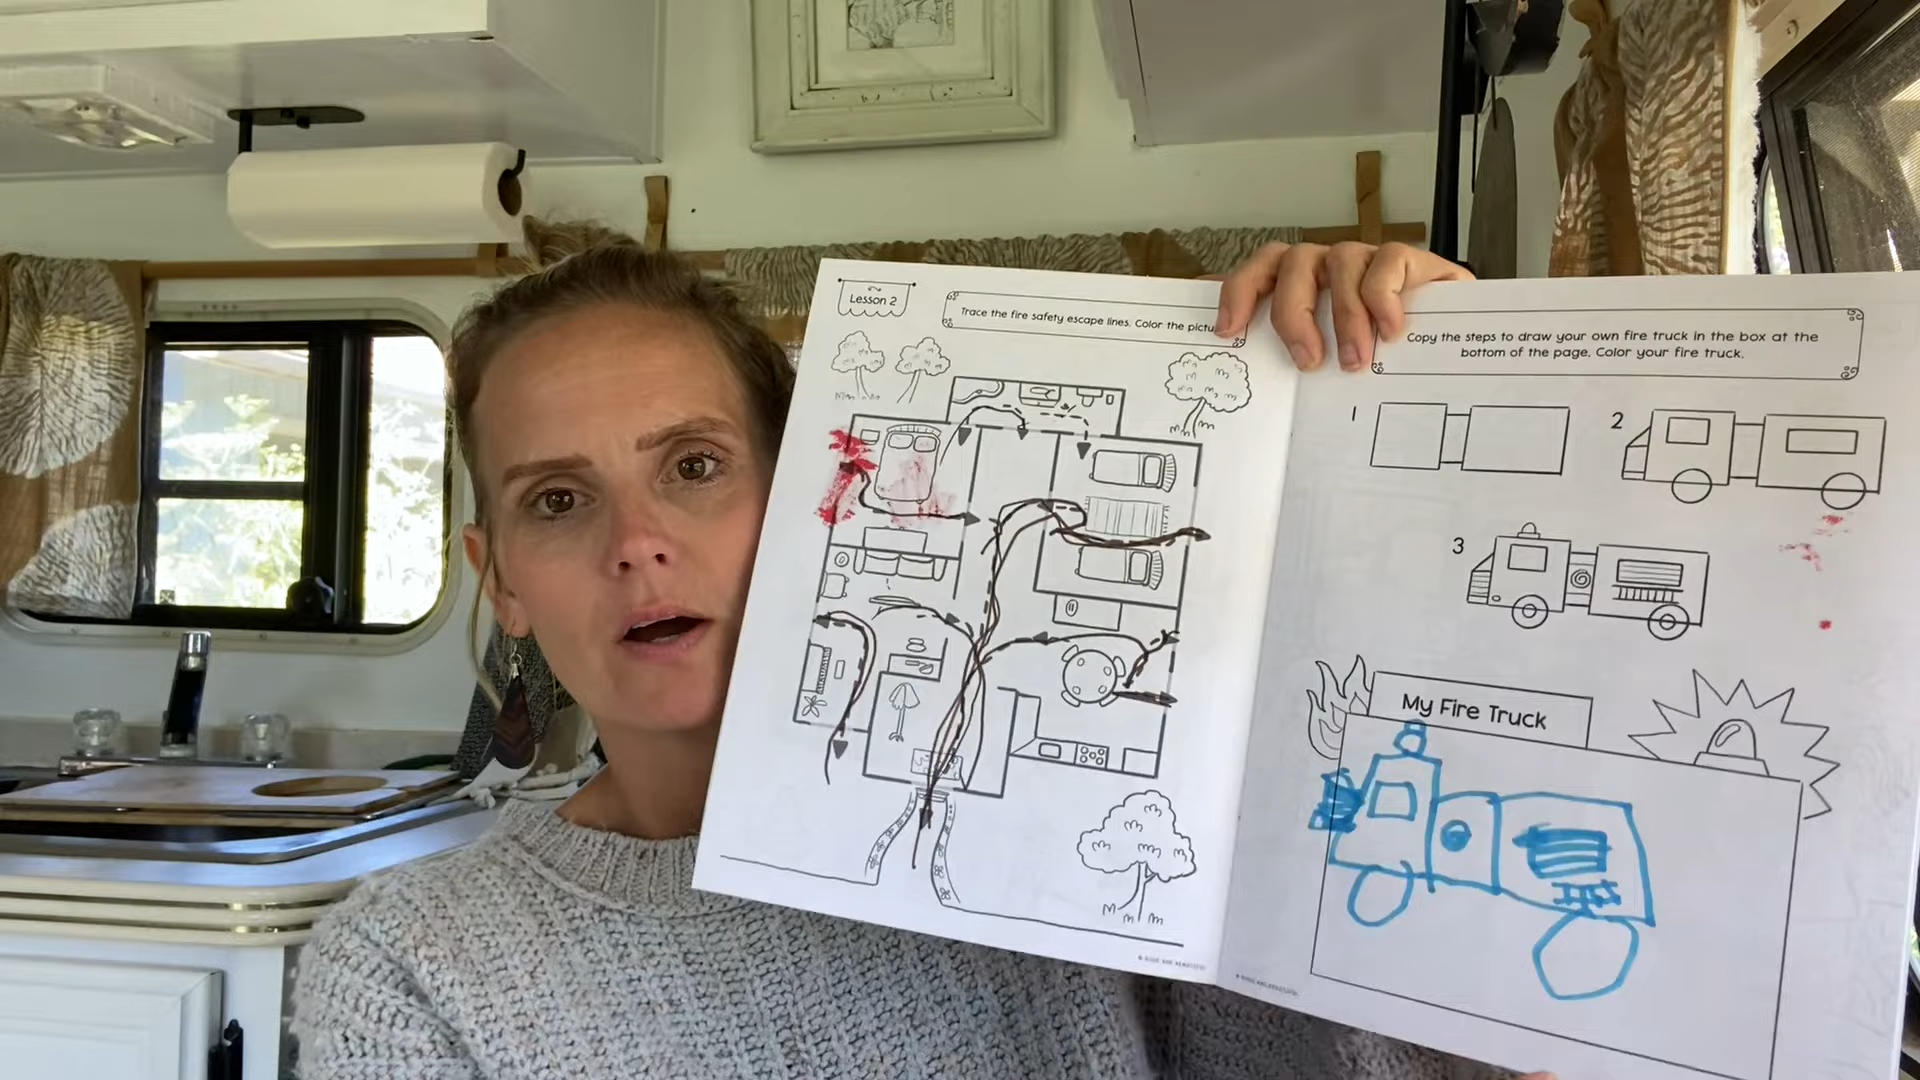 Lesson 2
Trace the fire safety escape lines. Color the
Copy the steps to draw your own fire truck in the box at the
bottom of the page. Color your fire truck.
1
2
3
My Fire Truck